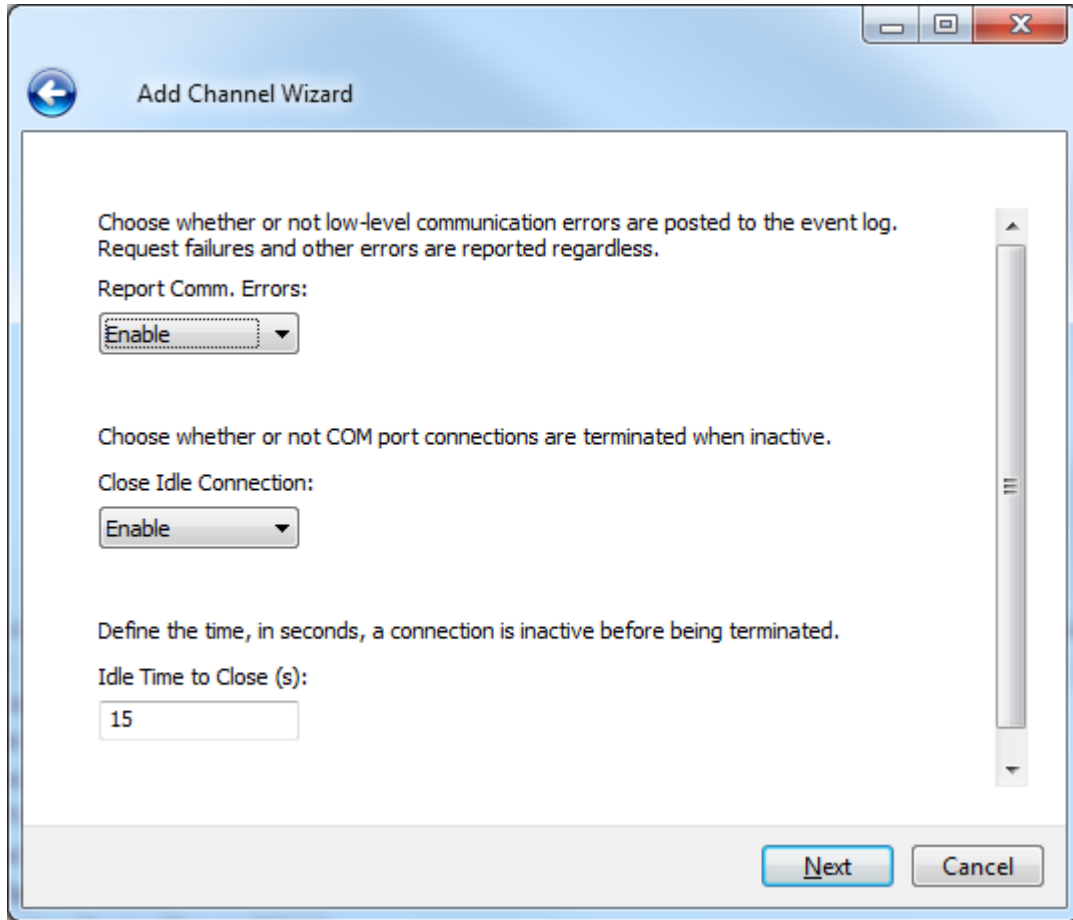 Add Channel Wizard
Choose whether or not low-level communication errors are posted to the event log.
Request failures and other errors are reported regardless.
Report Comm. Errors:
Enable
Choose whether or not COM port connections are terminated when inactive.
Close Idle Connection:
Enable
Define the time, in seconds, a connection is inactive before being terminated.
Idle Time to Close (s):
15
Next
Cancel